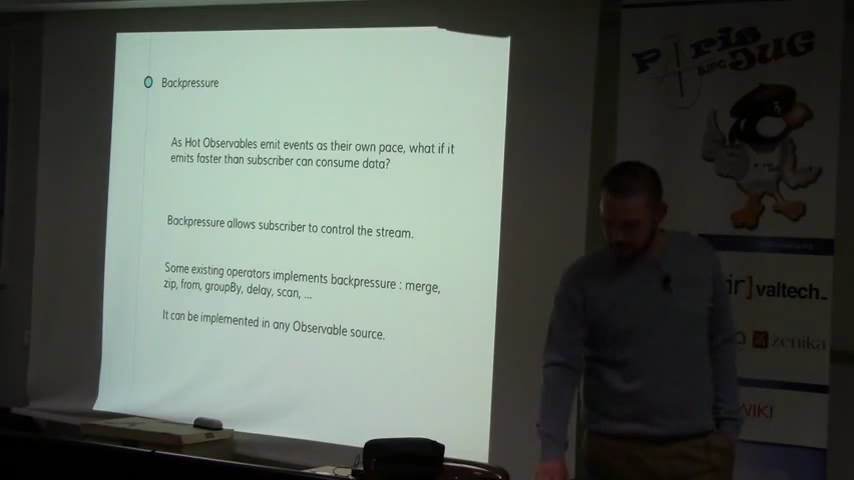 Backpressure
As Hot Observables emit events as their own pace, what if it
emits faster than subscriber can consume data?
Backpressure allows subscriber to control the stream.
Some existing operators implements backpressure : merge,
zip, from, groupBy, delay, scan, ...
It can be implemented in any Observable source.
Paris
JUG
ir] valtech_
zenika
WIKI